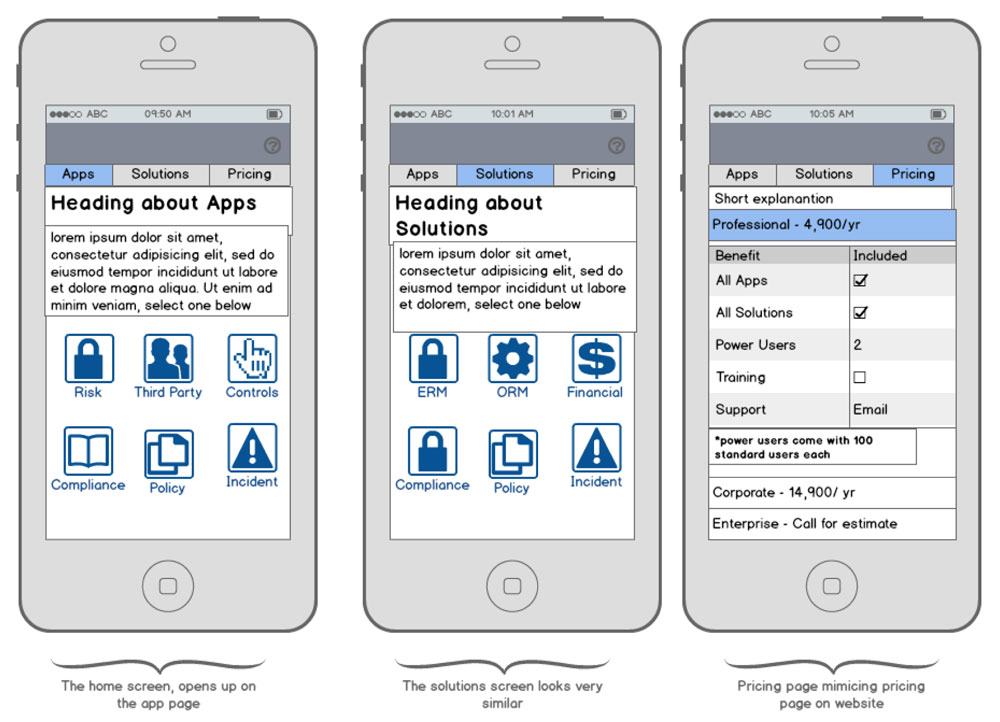 ABC 09:50 AM
?
Apps Solutions Pricing
Heading about Apps
lorem ipsum dolor sit amet,
consectetur adipisicing elit, sed do
eiusmod tempor incididunt ut labore
et dolore magna aliqua. Ut enim ad
minim veniam, select one below
Risk Third Party Controls
Compliance Policy Incident
The home screen, opens up on
the app page
ABC 10:01 AM
?
Apps Solutions Pricing
Heading about
Solutions
lorem ipsum dolor sit amet,
consectetur adipisicing elit, sed do
eiusmod tempor incididunt ut labore
et dolorem, select one below
ERM ORM Financial
Compliance Policy Incident
The solutions screen looks very
similar
ABC 10:05 AM
?
Apps Solutions Pricing
Short explanantion
Professional - 4,900/yr
Benefit Included
All Apps
All Solutions
Power Users 2
Training
Support Email
*power users come with 100
standard users each
Corporate - 14,900/ yr
Enterprise - Call for estimate
Pricing page mimicing pricing
page on website